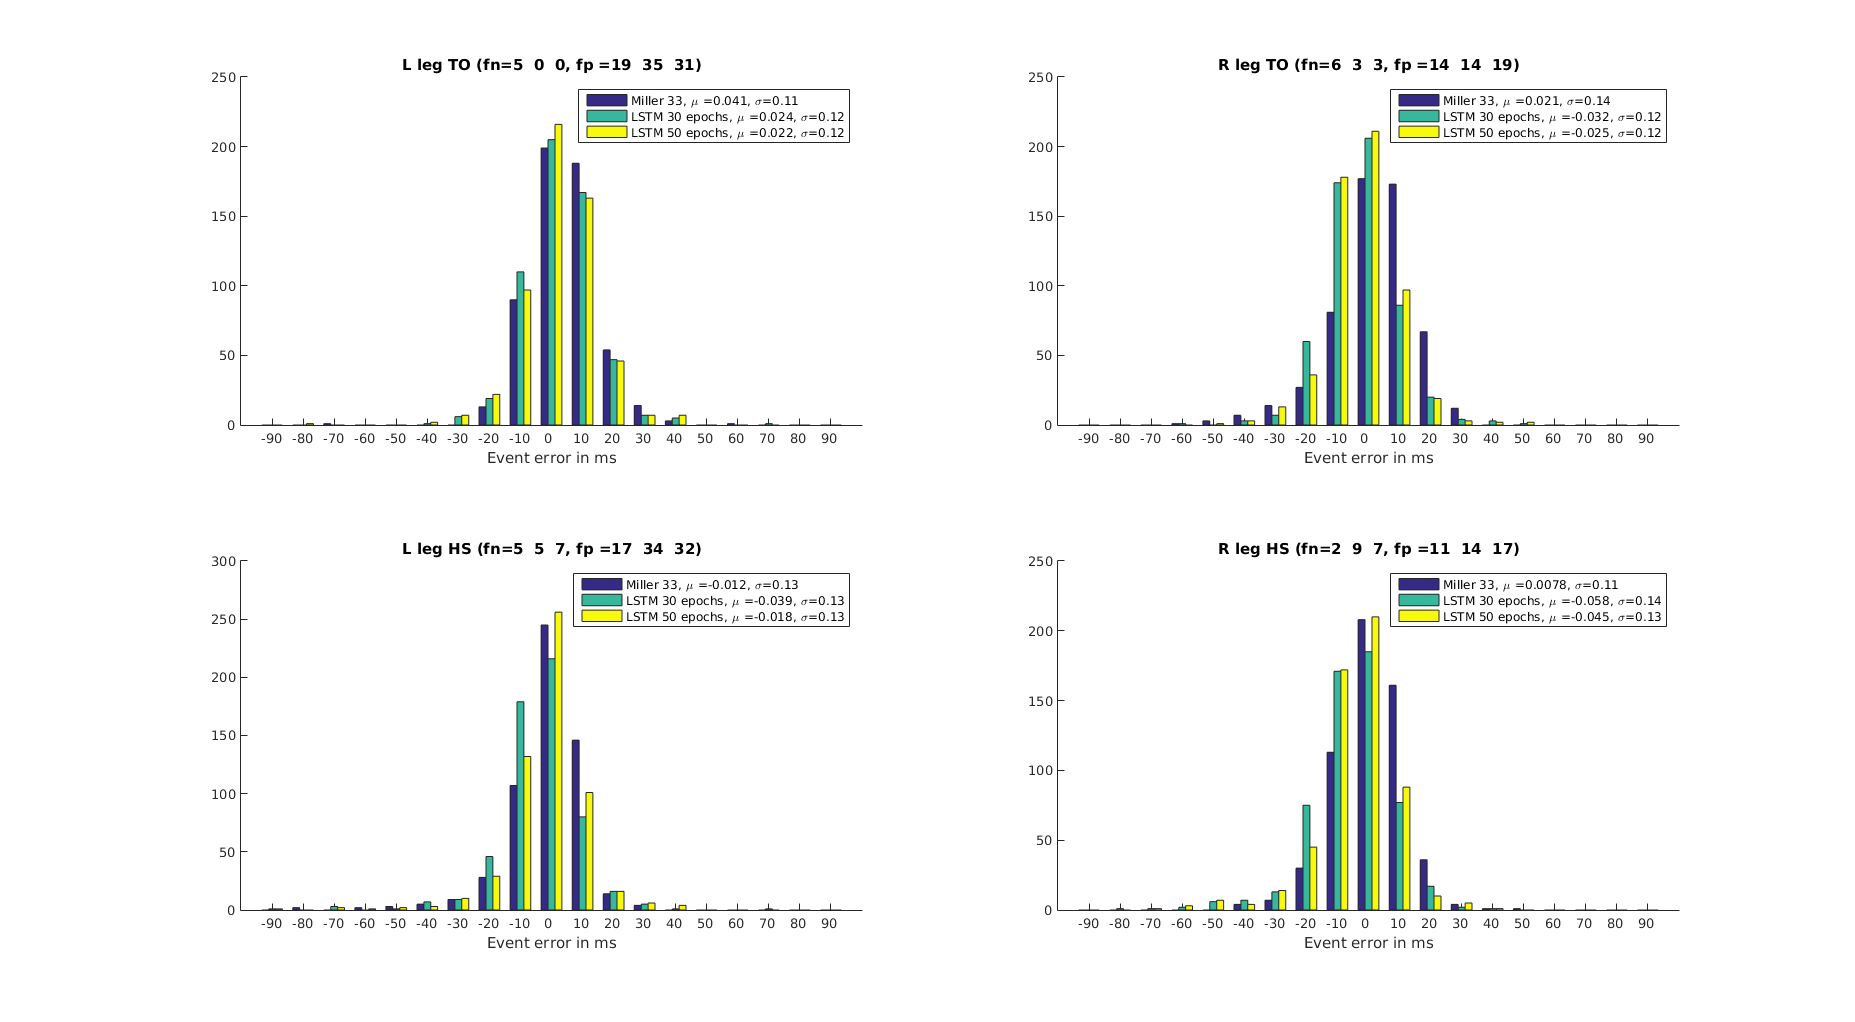 L leg TO (fn=5  0  0, fp =19  35  31)
250
200
150
100
50
0
Miller 33, μ =0.041, σ=0.11
LSTM 30 epochs, μ =0.024, σ=0.12
LSTM 50 epochs, μ =0.022, σ=0.12
-90 -80 -70 -60 -50 -40 -30 -20 -10 0 10 20 30 40 50 60 70 80 90
Event error in ms
R leg TO (fn=6  3  3, fp =14  14  19)
250
200
150
100
50
0
Miller 33, μ =0.021, σ=0.14
LSTM 30 epochs, μ =-0.032, σ=0.12
LSTM 50 epochs, μ =-0.025, σ=0.12
-90 -80 -70 -60 -50 -40 -30 -20 -10 0 10 20 30 40 50 60 70 80 90
Event error in ms
L leg HS (fn=5  5  7, fp =17  34  32)
300
250
200
150
100
50
0
Miller 33, μ =-0.012, σ=0.13
LSTM 30 epochs, μ =-0.039, σ=0.13
LSTM 50 epochs, μ =-0.018, σ=0.13
-90 -80 -70 -60 -50 -40 -30 -20 -10 0 10 20 30 40 50 60 70 80 90
Event error in ms
R leg HS (fn=2  9  7, fp =11  14  17)
250
200
150
100
50
0
Miller 33, μ =0.0078, σ=0.11
LSTM 30 epochs, μ =-0.058, σ=0.14
LSTM 50 epochs, μ =-0.045, σ=0.13
-90 -80 -70 -60 -50 -40 -30 -20 -10 0 10 20 30 40 50 60 70 80 90
Event error in ms